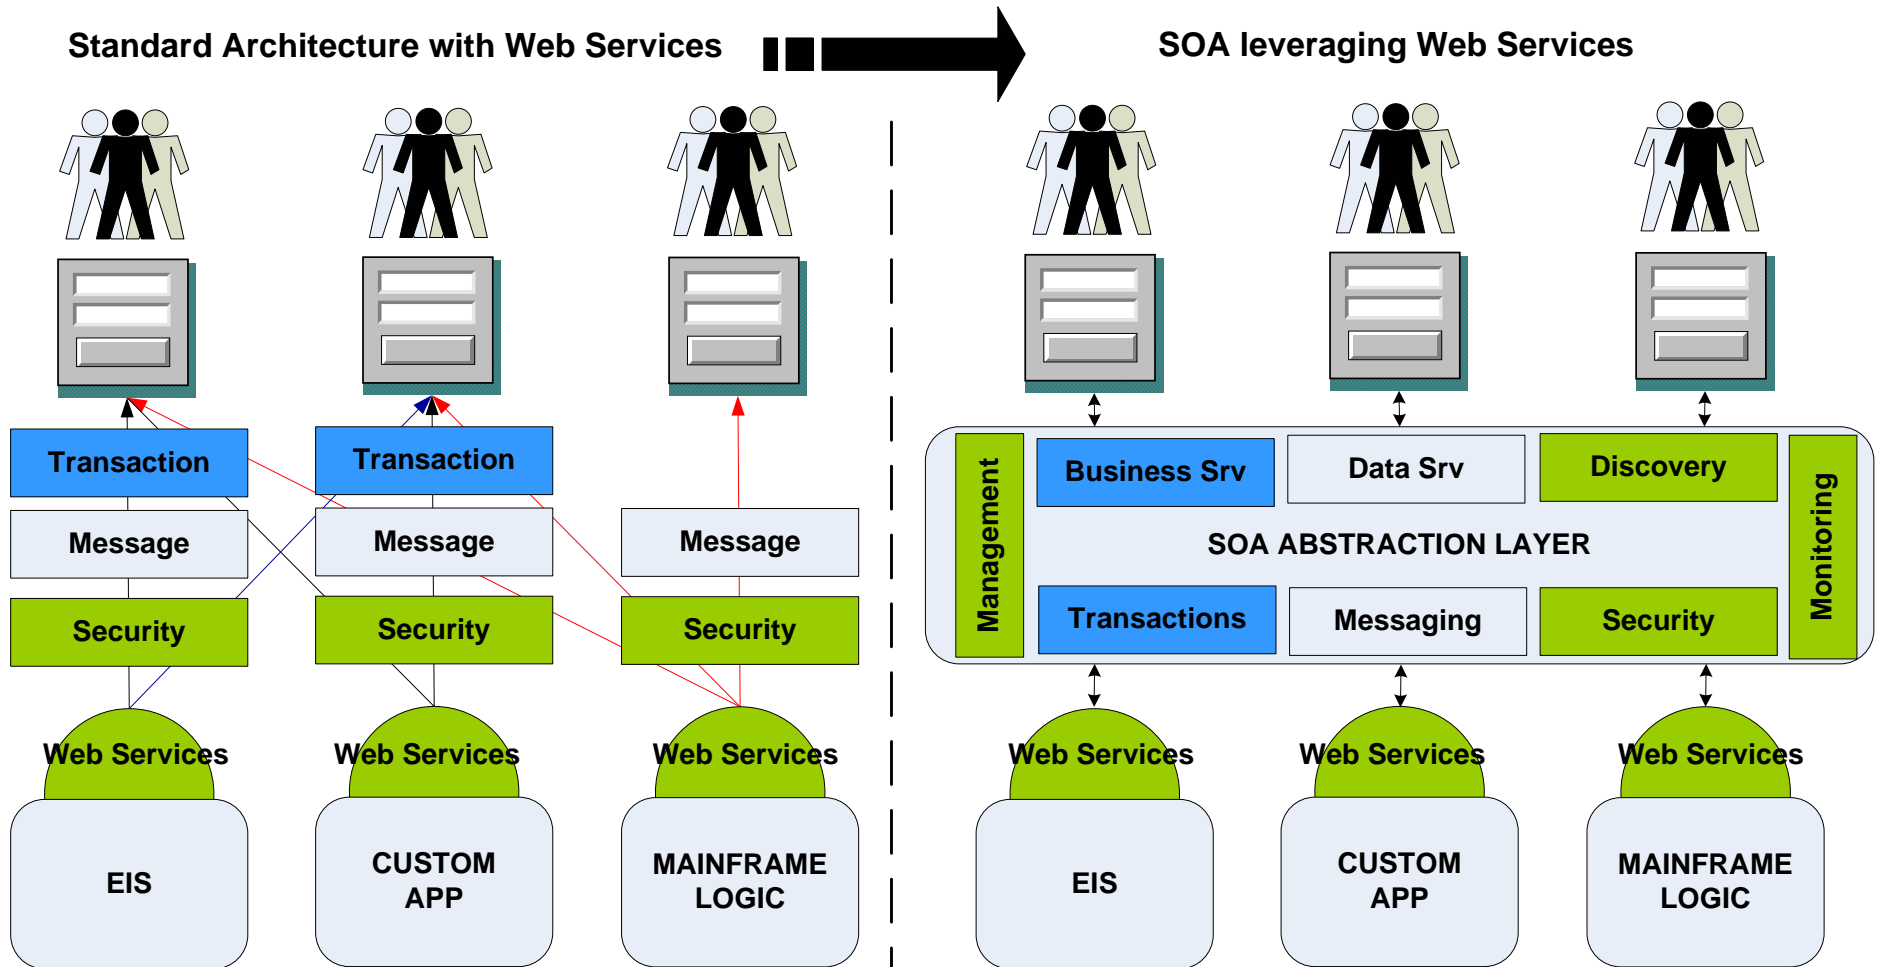 Standard Architecture with Web Services
SOA leveraging Web Services
Transaction
Transaction
Message
Message
Message
Security
Security
Security
Web Services
Web Services
Web Services
EIS
CUSTOM
APP
MAINFRAME
LOGIC
Management
Business Srv
Data Srv
Discovery
Monitoring
SOA ABSTRACTION LAYER
Transactions
Messaging
Security
Web Services
Web Services
Web Services
EIS
CUSTOM
APP
MAINFRAME
LOGIC